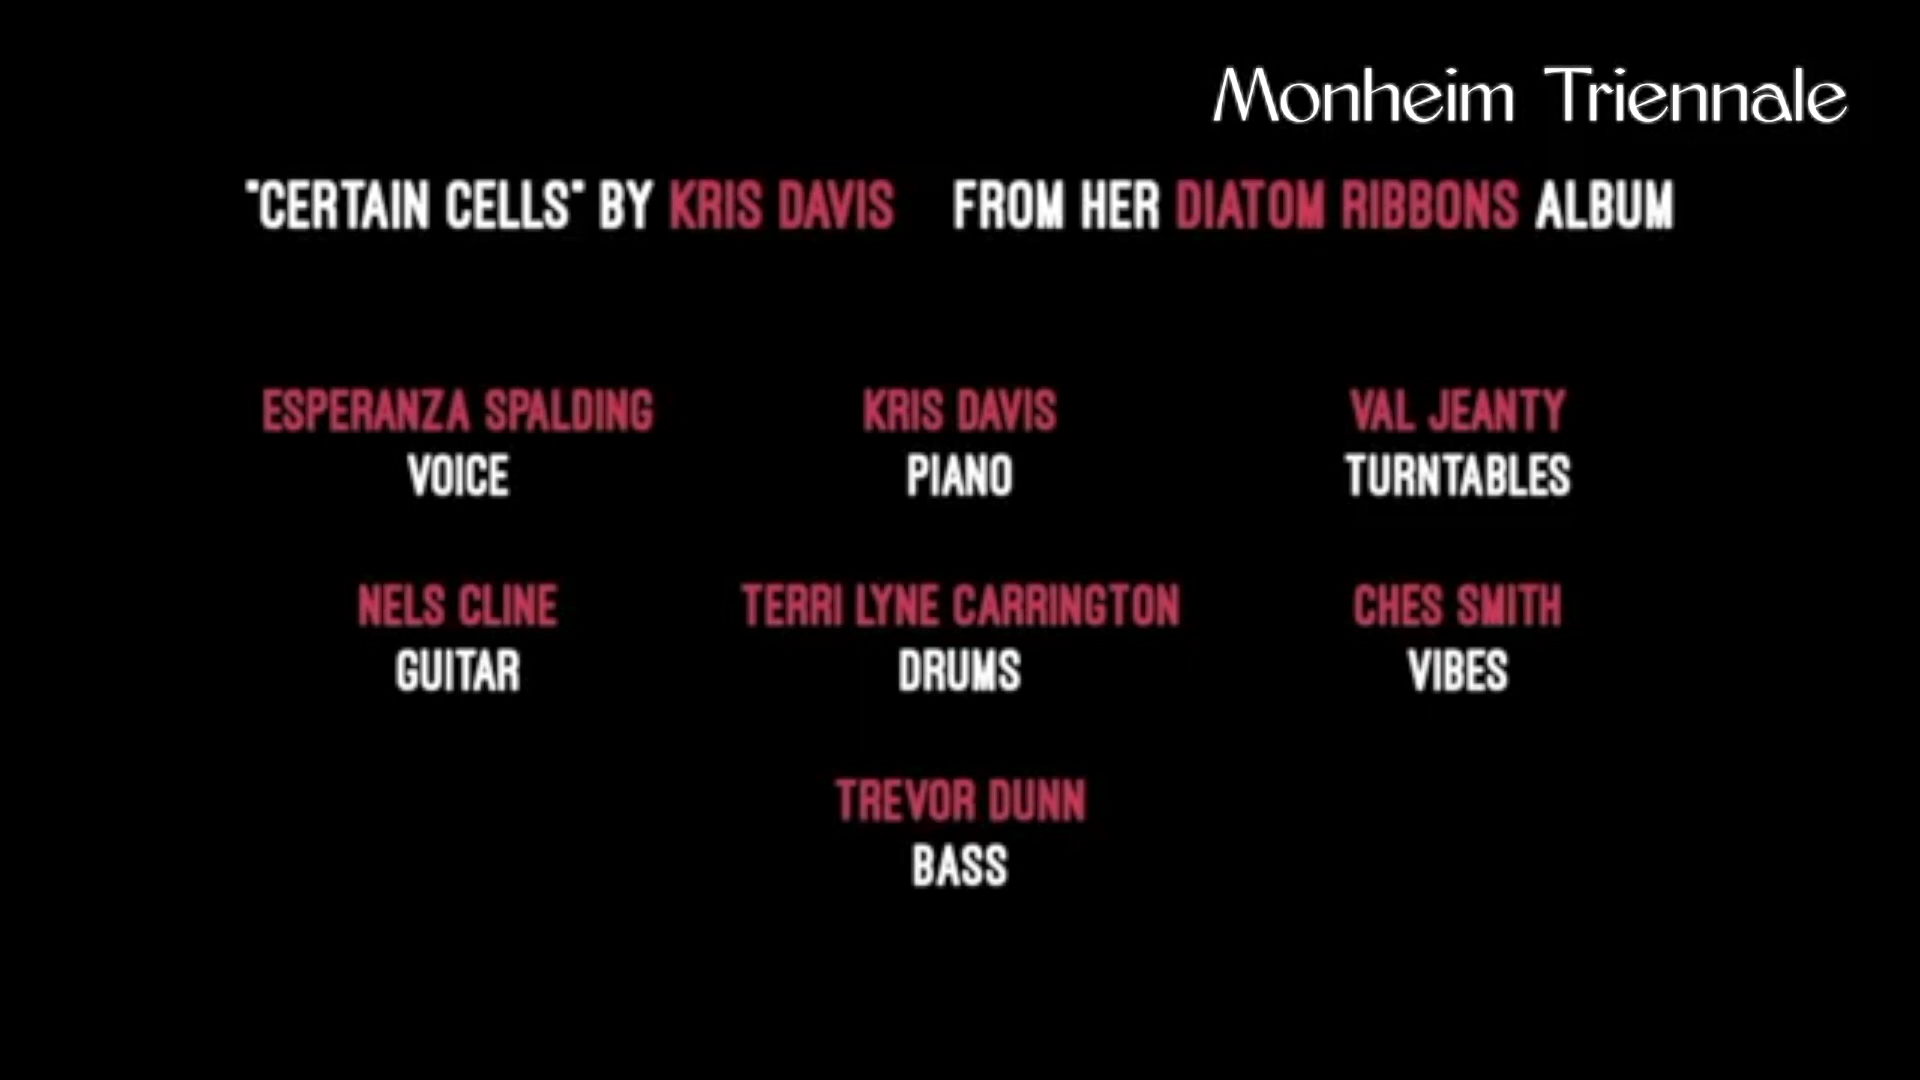 Monheim Triennale
"CERTAIN CELLS" BY KRIS DAVIS FROM HER DIATOM RIBBONS ALBUM
ESPERANZA SPALDING
VOICE
KRIS DAVIS
PIANO
VAL JEANTY
TURNTABLES
NELS CLINE
GUITAR
TERRI LYNE CARRINGTON
DRUMS
CHES SMITH
VIBES
TREVOR DUNN
BASS